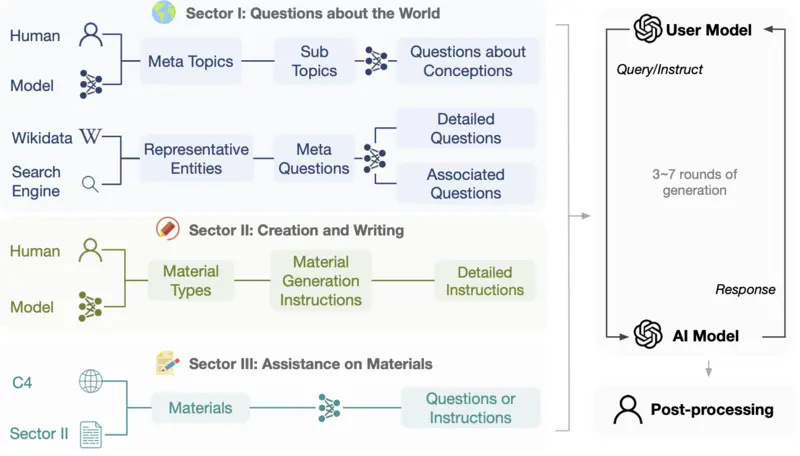 Sector I: Questions about the World
Human
Model
Meta Topics
Sub
Topics
Questions about
Conceptions
Wikidata
W
Search
Engine
Representative
Entities
Meta
Questions
Detailed
Questions
Associated
Questions
Sector II: Creation and Writing
Human
Model
Material
Types
Material
Generation
Instructions
Detailed
Instructions
Sector III: Assistance on Materials
C4
Sector II
Materials
Questions or
Instructions
User Model
Query/Instruct
3~7 rounds of
generation
Response
AI Model
Post-processing